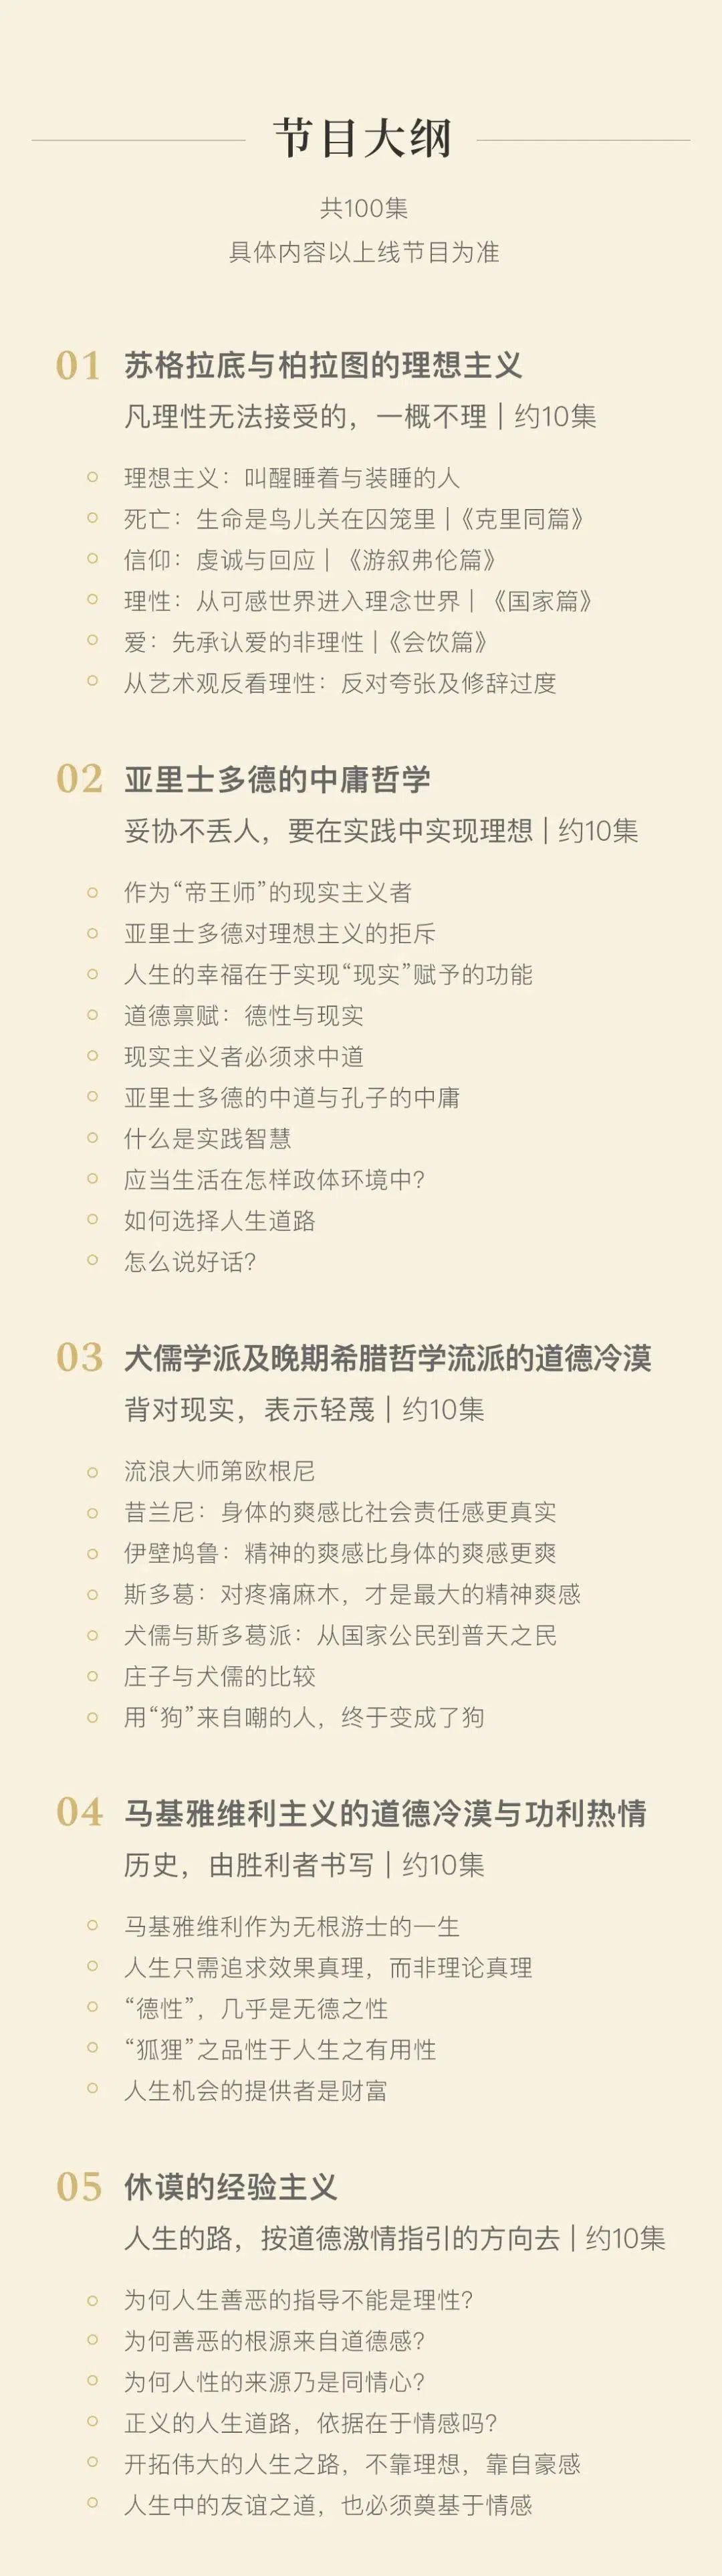 节目大纲
共100集
具体内容以上线节目为准
01 苏格拉底与柏拉图的理想主义
凡理性无法接受的，一概不理 | 约10集
理想主义：叫醒睡着与装睡的人
死亡：生命是鸟儿关在囚笼里 |《克里同篇》
信仰：虔诚与回应 | 《游叙弗伦篇》
理性：从可感世界进入理念世界 | 《国家篇》
爱：先承认爱的非理性 |《会饮篇》
从艺术观反看理性：反对夸张及修辞过度
02 亚里士多德的中庸哲学
妥协不丢人，要在实践中实现理想 | 约10集
作为“帝王师”的现实主义者
亚里士多德对理想主义的拒斥
人生的幸福在于实现“现实”赋予的功能
道德禀赋：德性与现实
现实主义者必须求中道
亚里士多德的中道与孔子的中庸
什么是实践智慧
应当生活在怎样政体环境中？
如何选择人生道路
怎么说好话？
03 犬儒学派及晚期希腊哲学流派的道德冷漠
背对现实，表示轻蔑 | 约10集
流浪大师第欧根尼
昔兰尼：身体的爽感比社会责任感更真实
伊壁鸠鲁：精神的爽感比身体的爽感更爽
斯多葛：对疼痛麻木，才是最大的精神爽感
犬儒与斯多葛派：从国家公民到普天之民
庄子与犬儒的比较
用“狗”来自嘲的人，终于变成了狗
04 马基雅维利主义的道德冷漠与功利热情
历史，由胜利者书写 | 约10集
马基雅维利作为无根游士的一生
人生只需追求效果真理，而非理论真理
“德性”，几乎是无德之性
“狐狸”之品性于人生之有用性
人生机会的提供者是财富
05 休谟的经验主义
人生的路，按道德激情指引的方向去 | 约10集
为何人生善恶的指导不能是理性？
为何善恶的根源来自道德感？
为何人性的来源乃是同情心？
正义的人生道路，依据在于情感吗？
开拓伟大的人生之路，不靠理想，靠自豪感
人生中的友谊之道，也必须奠基于情感